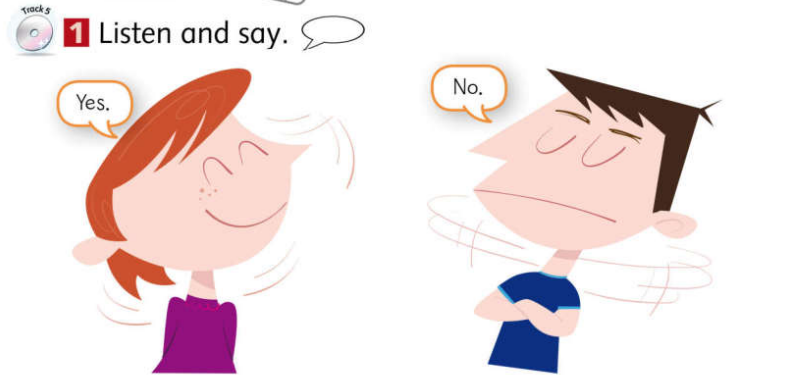 Track 5
1 Listen and say.
Yes.
No.